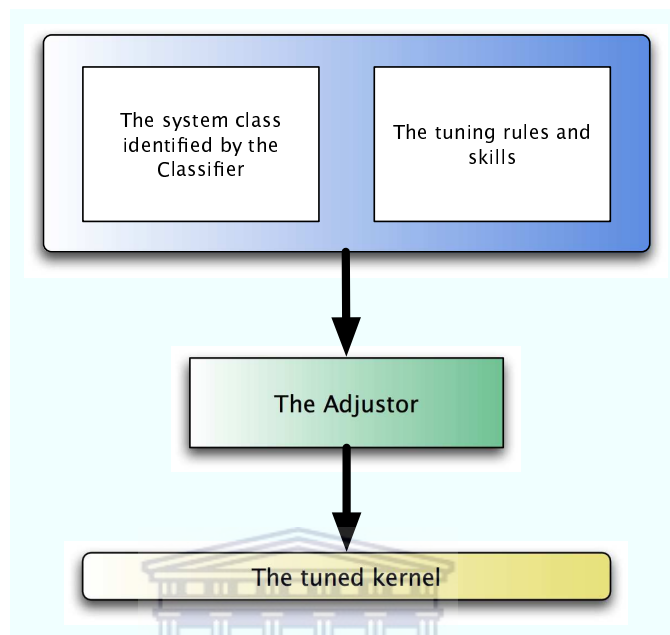 The system class
identified by the
Classifier
The tuning rules and
skills
The Adjustor
The tuned kernel